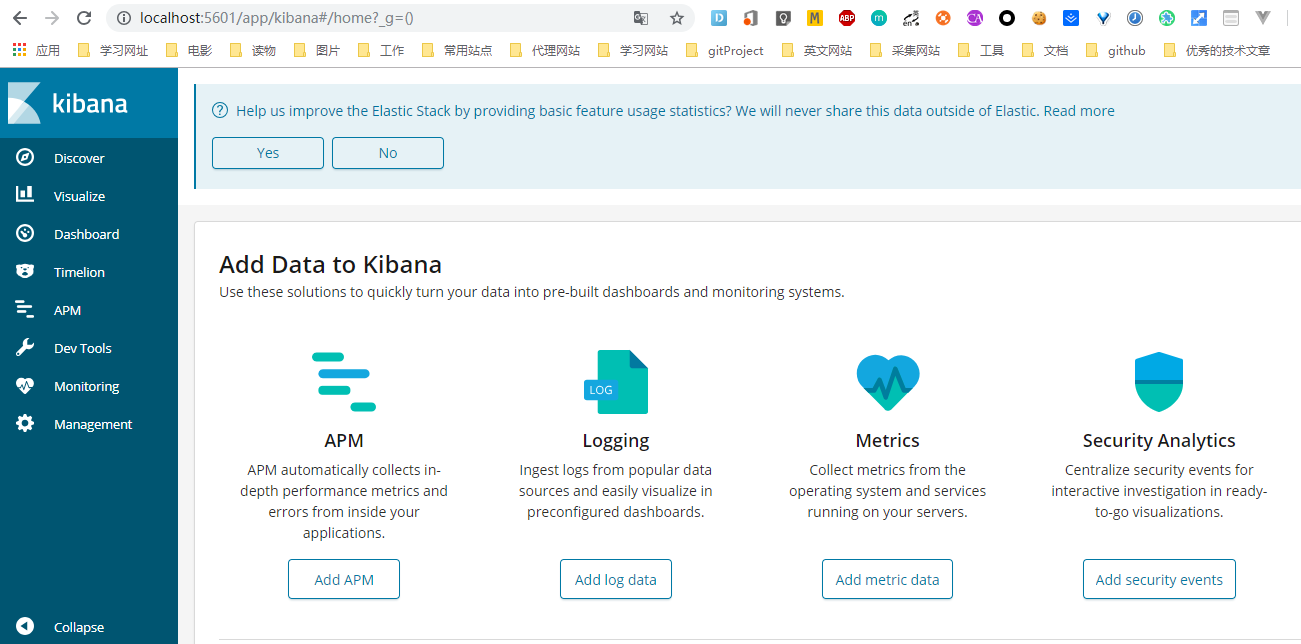 localhost:5601/app/kibana#/home?_g=()
应用 学习网址 电影 读物 图片 工作 常用站点 代理网站 学习网站 gitProject 英文网站 采集网站 工具 文档 github 优秀的技术文章
kibana
Discover
Visualize
Dashboard
Timelion
APM
Dev Tools
Monitoring
Management
Collapse
Help us improve the Elastic Stack by providing basic feature usage statistics? We will never share this data outside of Elastic. Read more
Yes No
Add Data to Kibana
Use these solutions to quickly turn your data into pre-built dashboards and monitoring systems.
APM
APM automatically collects in-
depth performance metrics and
errors from inside your
applications.
Add APM
LOG
Logging
Ingest logs from popular data
sources and easily visualize in
preconfigured dashboards.
Add log data
Metrics
Collect metrics from the
operating system and services
running on your servers.
Add metric data
Security Analytics
Centralize security events for
interactive investigation in ready-
to-go visualizations.
Add security events